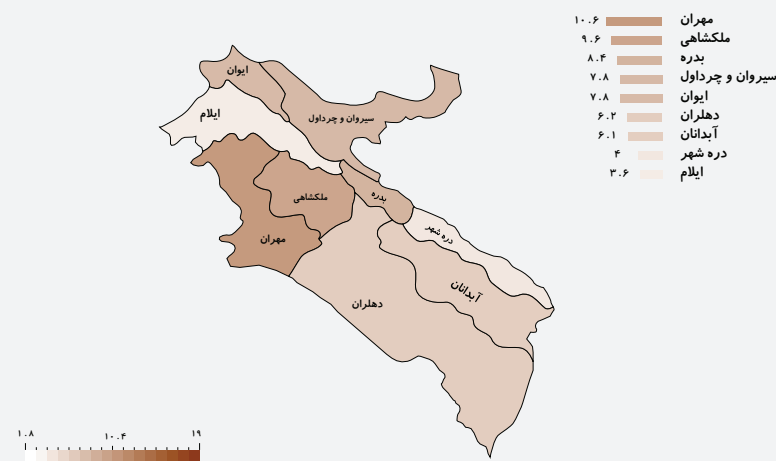 مهران ۱۰.۶
ملکشاهی ۹.۶
بدره ۸.۴
سیروان و چرداول ۷.۸
ایوان ۷.۸
دهلران ۶.۲
آبدانان ۶.۱
دره شهر ۴
ایلام ۳.۶
ایوان
ایلام
سیروان و چرداول
ملکشاهی
بدره
مهران
دره شهر
آبدانان
دهلران
۱.۸ ۱۰.۴ ۱۹